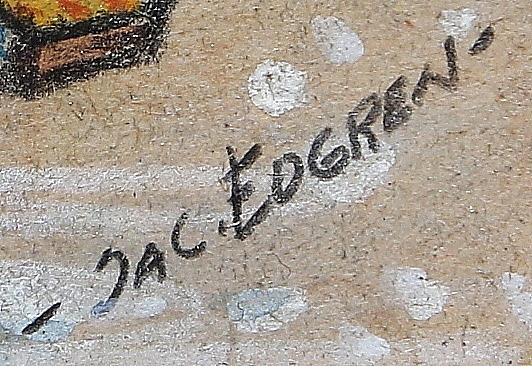 - JAC. EDGREN. -